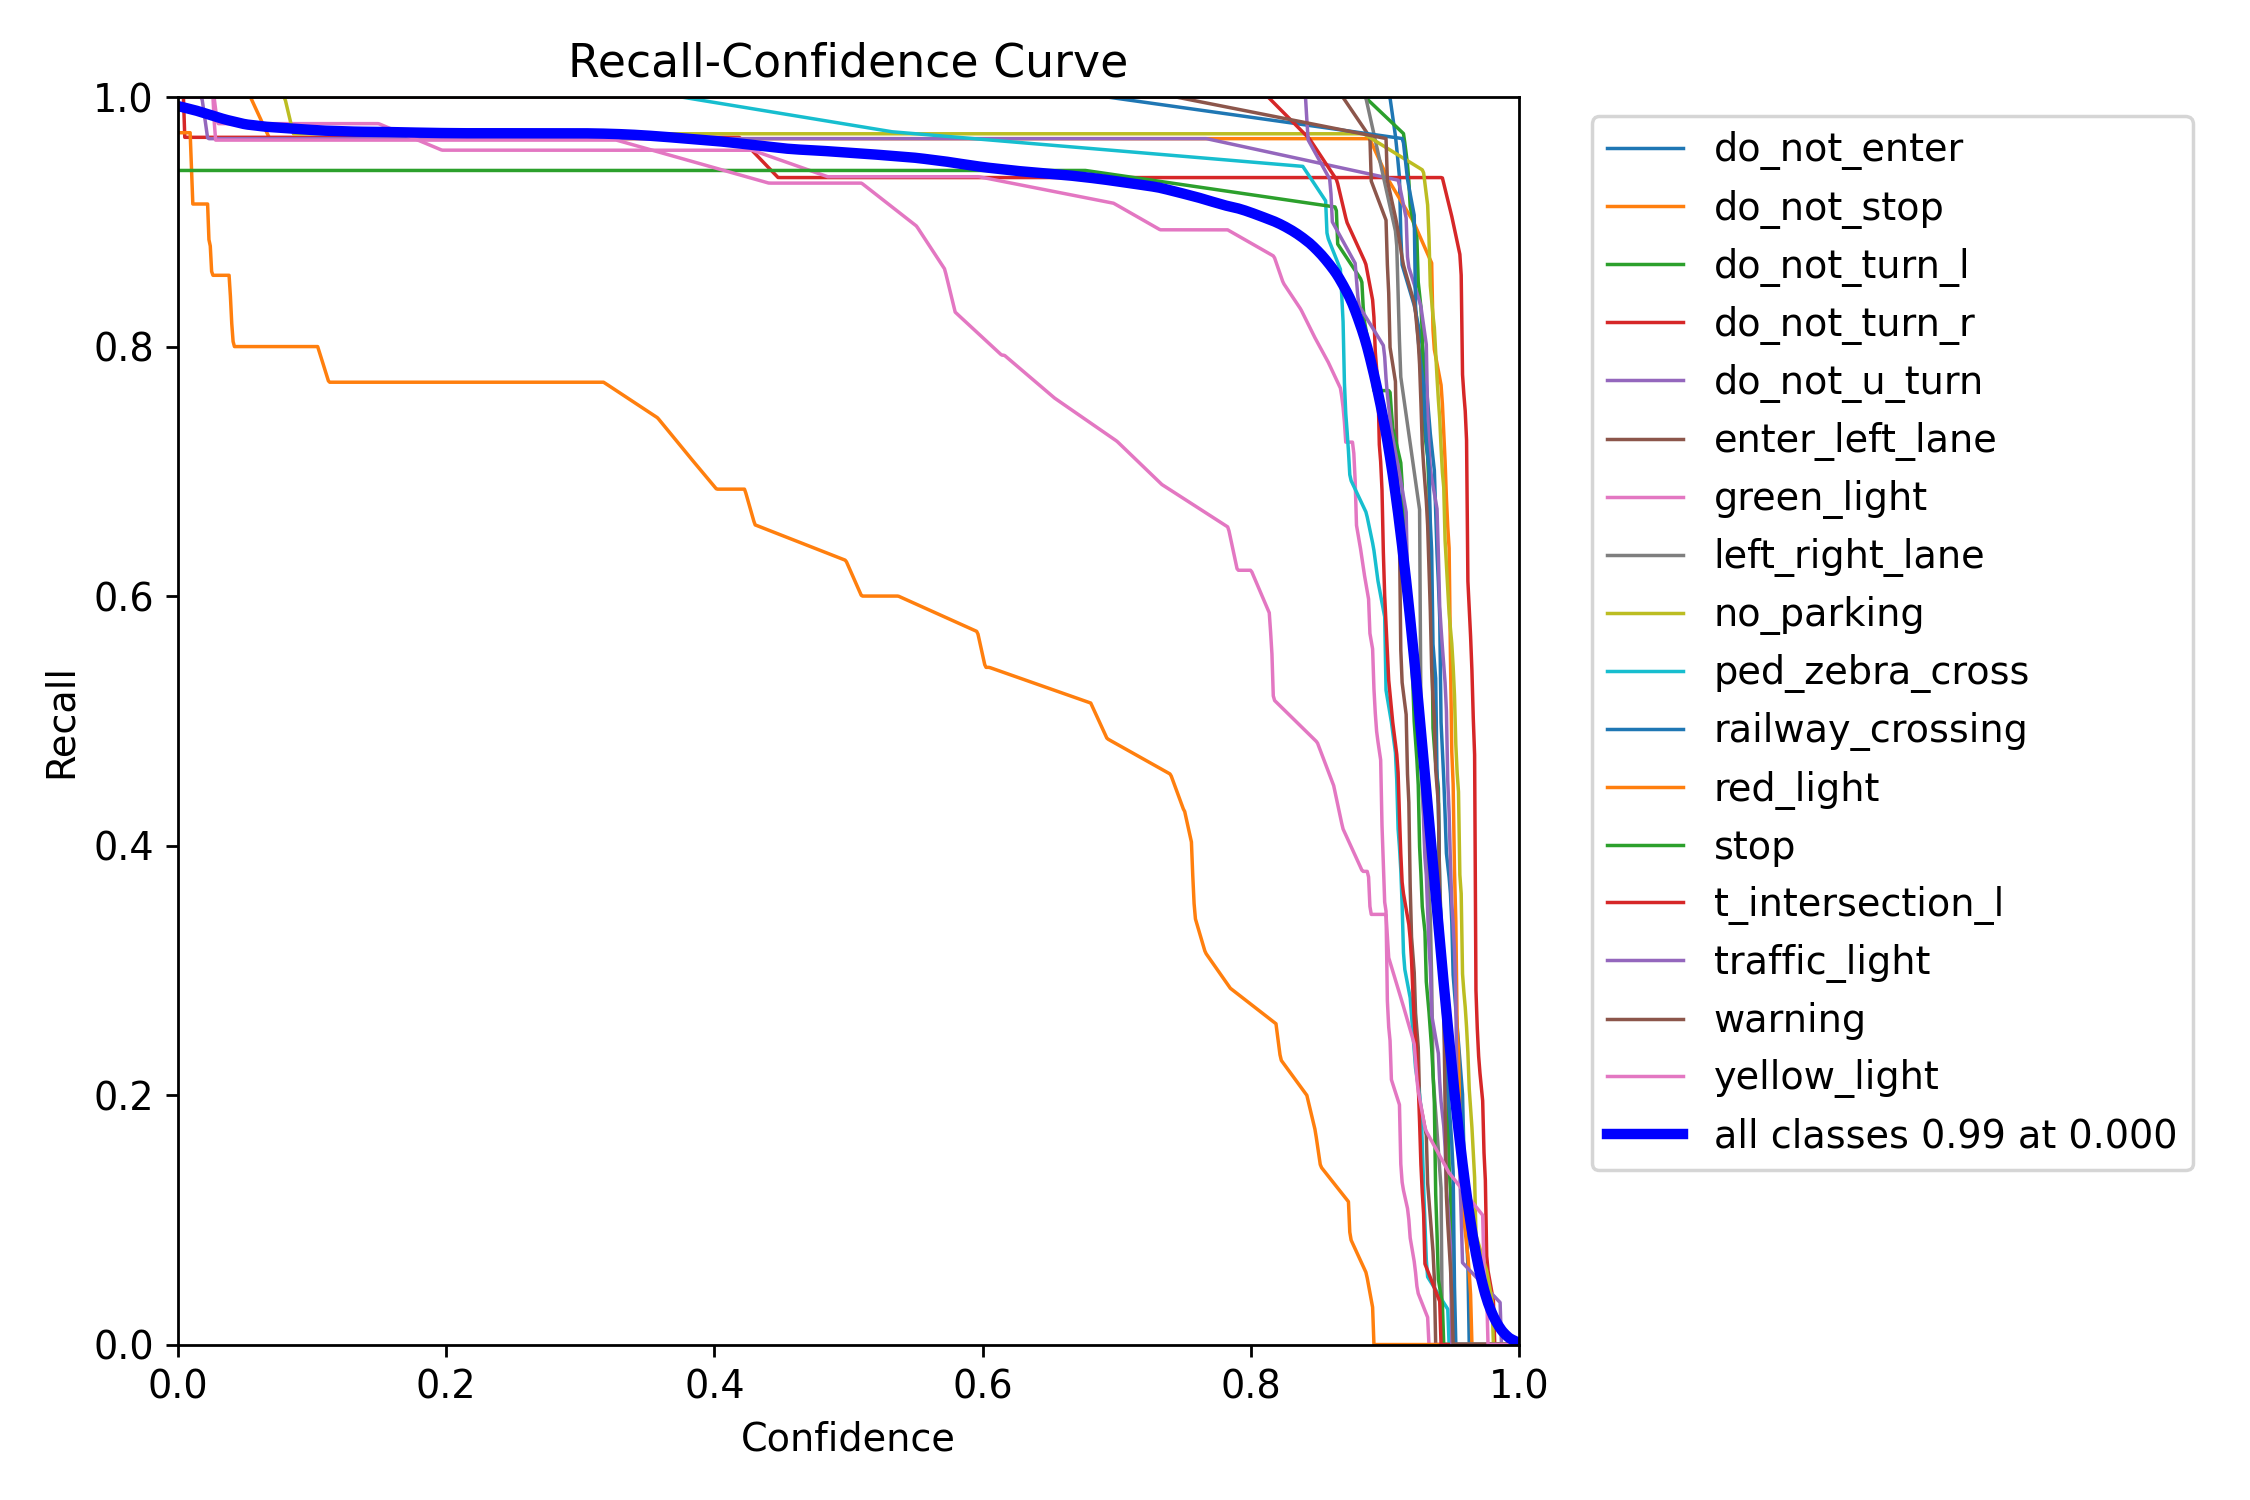 Recall-Confidence Curve
1.0
0.8
0.6
0.4
0.2
0.0
Recall
0.0 0.2 0.4 0.6 0.8 1.0
Confidence
do_not_enter
do_not_stop
do_not_turn_l
do_not_turn_r
do_not_u_turn
enter_left_lane
green_light
left_right_lane
no_parking
ped_zebra_cross
railway_crossing
red_light
stop
t_intersection_l
traffic_light
warning
yellow_light
all classes 0.99 at 0.000